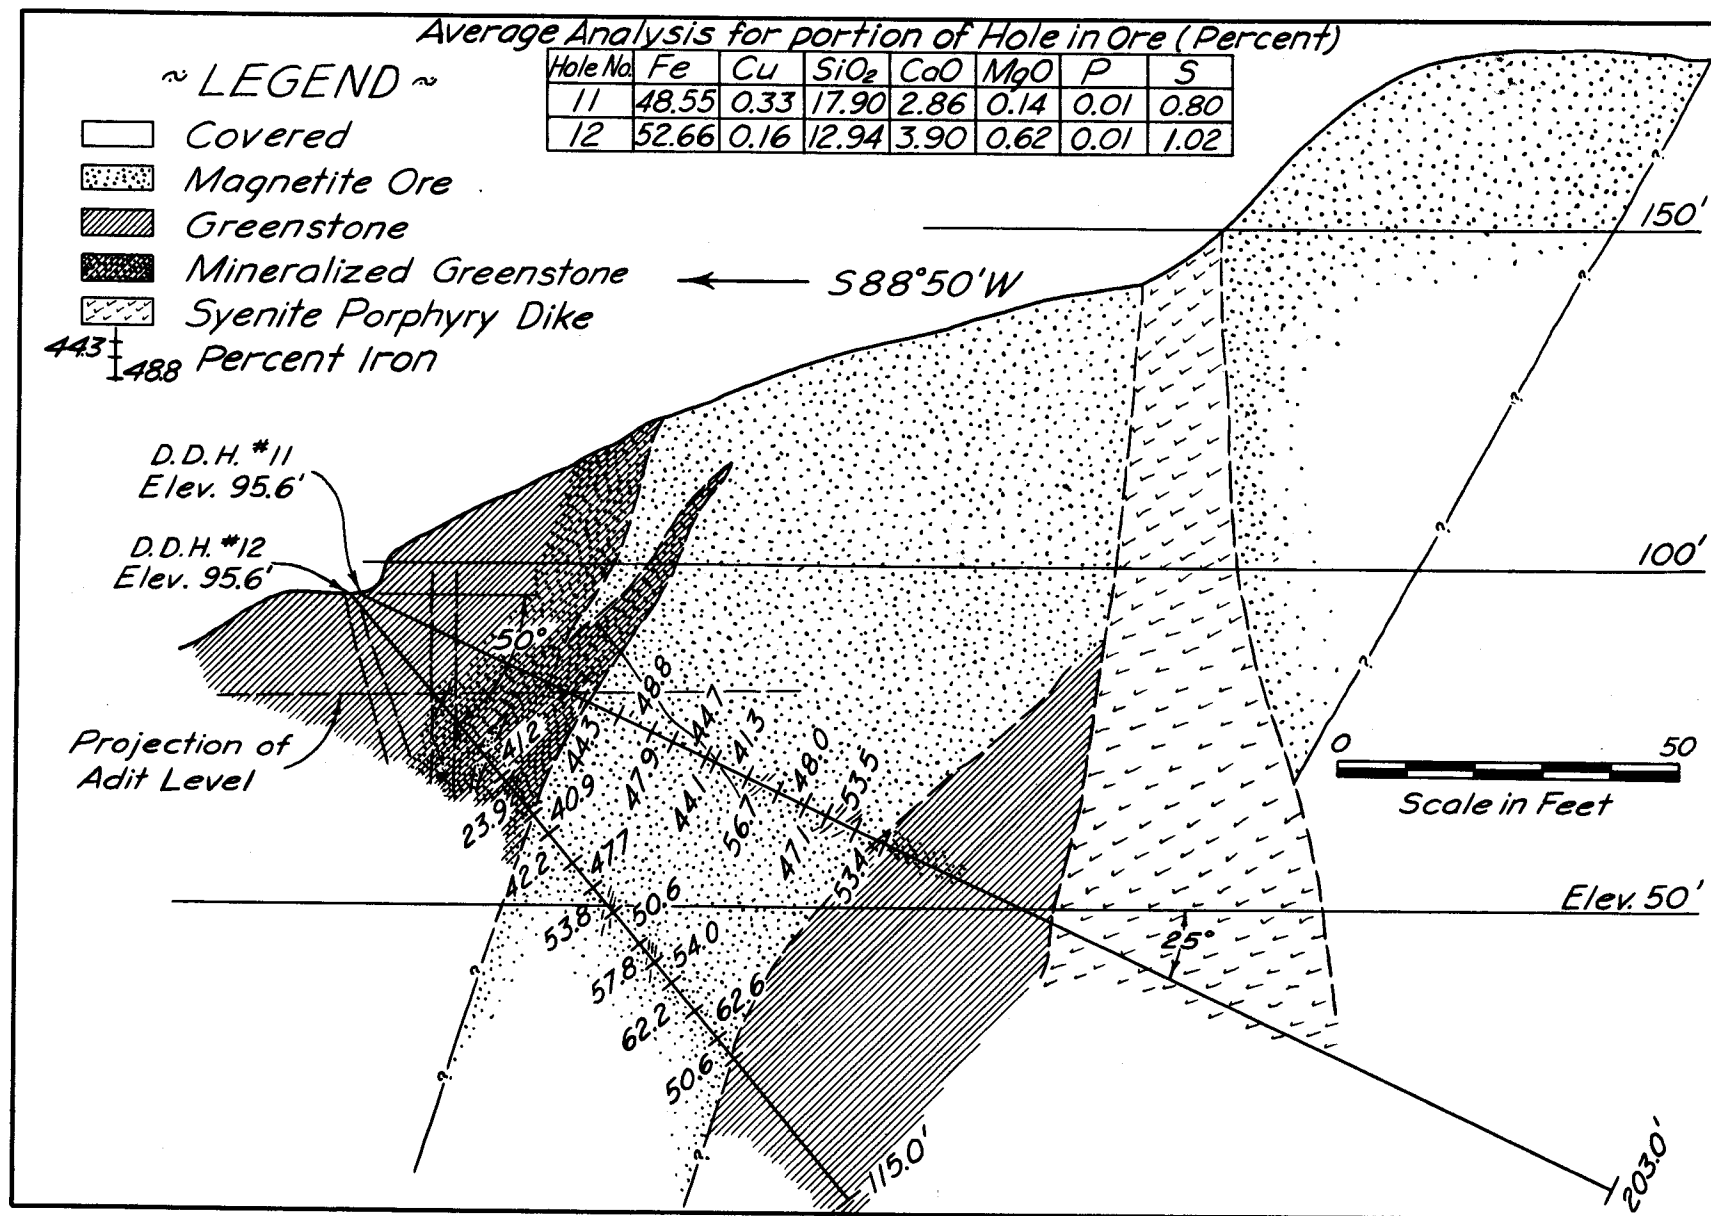 Average Analysis for portion of Hole in Ore (Percent)
Hole No. Fe Cu SiO₂ CaO MgO P S
11 48.55 0.33 17.90 2.86 0.14 0.01 0.80
12 52.66 0.16 12.94 3.90 0.62 0.01 1.02
~ LEGEND ~
Covered
Magnetite Ore
Greenstone
Mineralized Greenstone
Syenite Porphyry Dike
44.3
48.8 Percent Iron
S88°50'W
150'
D.D.H. #11
Elev. 95.6'
D.D.H. #12
Elev. 95.6'
100'
50°
Projection of
Adit Level
48.8
44.7
41.3
48.0
53.5
44.3
47.9
44.1
56.7
47.1
53.4
41.2
40.9
47.7
50.6
54.0
62.6
23.9
42.2
53.8
57.8
62.2
50.6
0 50
Scale in Feet
Elev. 50'
25°
115.0'
203.0'
?
?
?
?
?
?
?
?